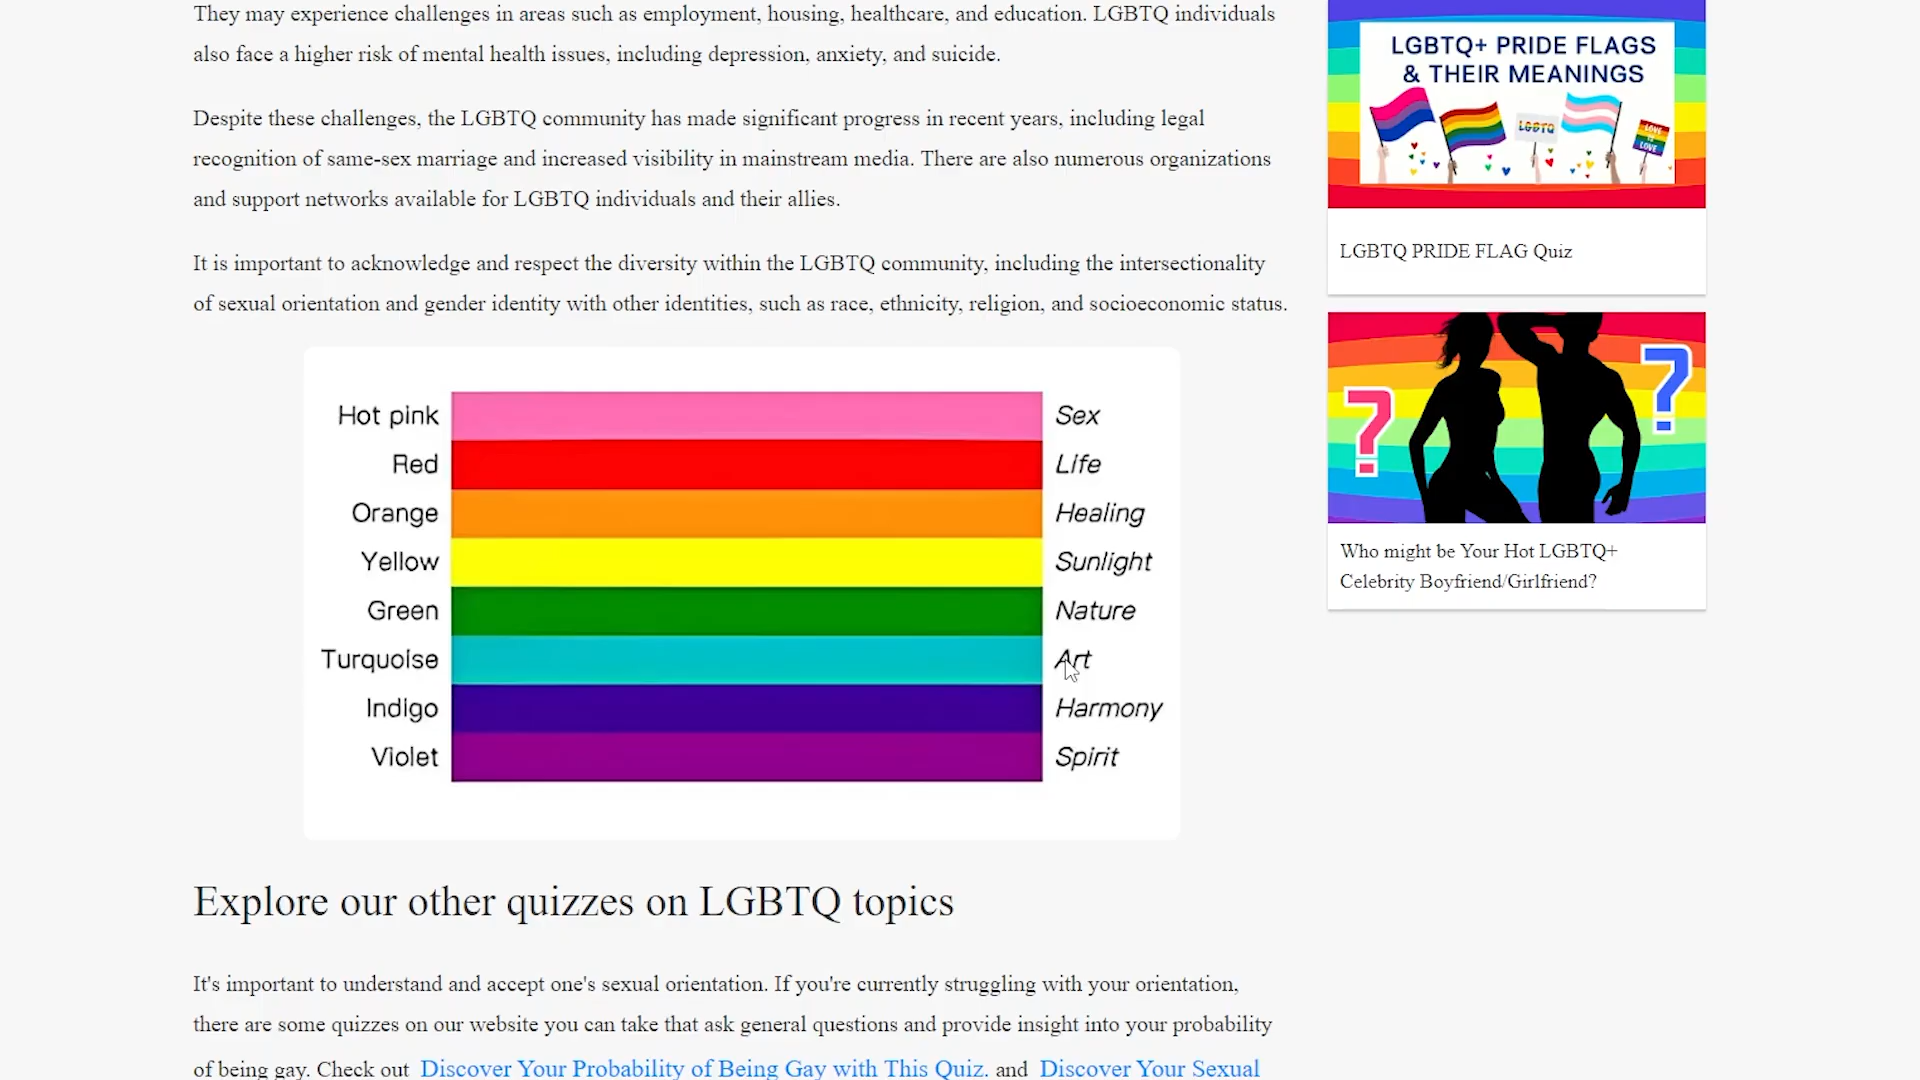 They may experience challenges in areas such as employment, housing, healthcare, and education. LGBTQ individuals
also face a higher risk of mental health issues, including depression, anxiety, and suicide.
Despite these challenges, the LGBTQ community has made significant progress in recent years, including legal
recognition of same-sex marriage and increased visibility in mainstream media. There are also numerous organizations
and support networks available for LGBTQ individuals and their allies.
It is important to acknowledge and respect the diversity within the LGBTQ community, including the intersectionality
of sexual orientation and gender identity with other identities, such as race, ethnicity, religion, and socioeconomic status.
Hot pink Sex
Red Life
Orange Healing
Yellow Sunlight
Green Nature
Turquoise Art
Indigo Harmony
Violet Spirit
Explore our other quizzes on LGBTQ topics
It's important to understand and accept one's sexual orientation. If you're currently struggling with your orientation,
there are some quizzes on our website you can take that ask general questions and provide insight into your probability
of being gay. Check out Discover Your Probability of Being Gay with This Quiz. and Discover Your Sexual
LGBTQ+ PRIDE FLAGS
& THEIR MEANINGS
LGBTQ
LOVE
IS
LOVE
LGBTQ PRIDE FLAG Quiz
? ?
Who might be Your Hot LGBTQ+
Celebrity Boyfriend/Girlfriend?